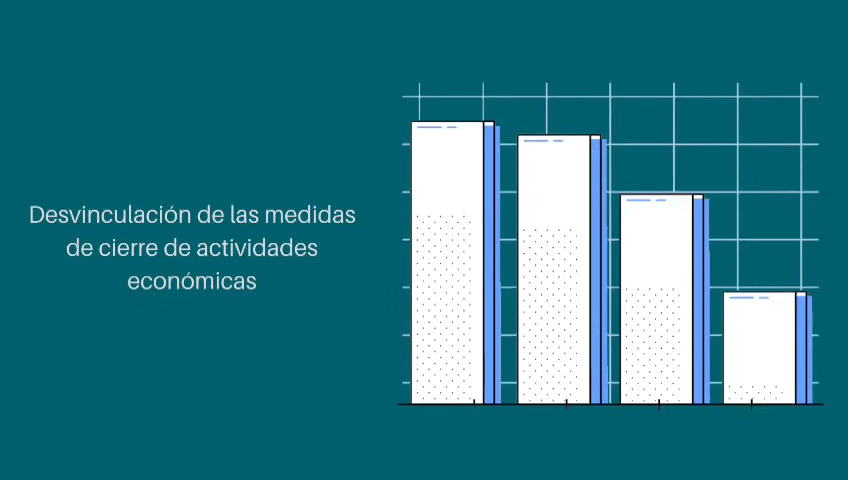 Desvinculación de las medidas
de cierre de actividades
económicas